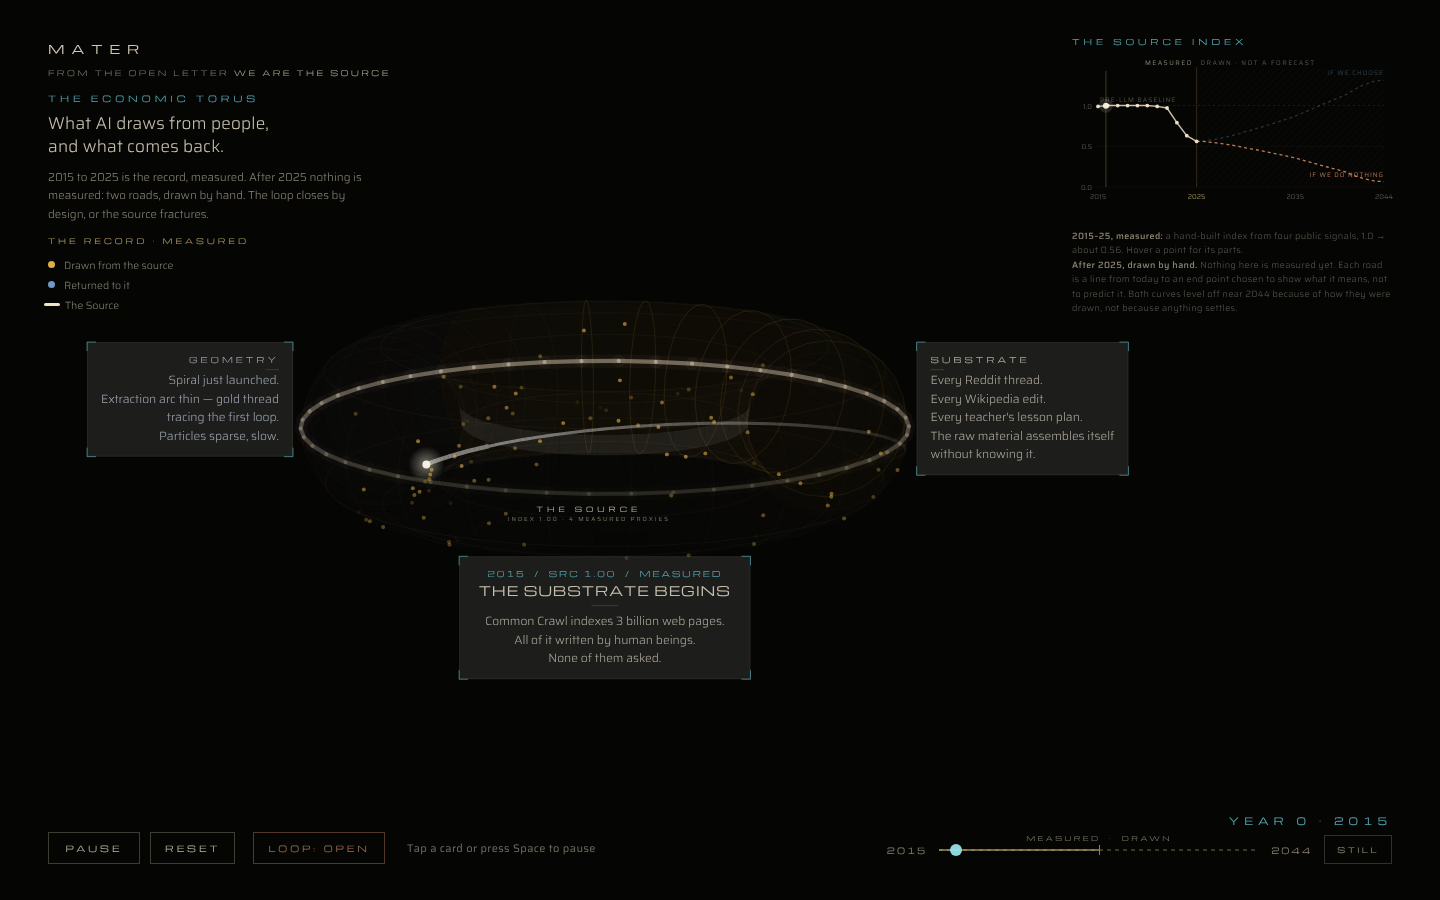 MATER
FROM THE OPEN LETTER WE ARE THE SOURCE
THE ECONOMIC TORUS
What AI draws from people,
and what comes back.
2015 to 2025 is the record, measured. After 2025 nothing is
measured: two roads, drawn by hand. The loop closes by
design, or the source fractures.
THE RECORD · MEASURED
Drawn from the source
Returned to it
The Source
THE SOURCE INDEX
MEASURED DRAWN · NOT A FORECAST
IF WE CHOOSE
PRE-LLM BASELINE
1.0
0.5
IF WE DO NOTHING
0.0
2015 2025 2035 2044
2015–25, measured: a hand-built index from four public signals, 1.0 →
about 0.56. Hover a point for its parts.
After 2025, drawn by hand. Nothing here is measured yet. Each road
is a line from today to an end point chosen to show what it means, not
to predict it. Both curves level off near 2044 because of how they were
drawn, not because anything settles.
GEOMETRY
Spiral just launched.
Extraction arc thin — gold thread
tracing the first loop.
Particles sparse, slow.
SUBSTRATE
Every Reddit thread.
Every Wikipedia edit.
Every teacher's lesson plan.
The raw material assembles itself
without knowing it.
THE SOURCE
INDEX 1.00 · 4 MEASURED PROXIES
2015 / SRC 1.00 / MEASURED
THE SUBSTRATE BEGINS
Common Crawl indexes 3 billion web pages.
All of it written by human beings.
None of them asked.
PAUSE
RESET
LOOP: OPEN
Tap a card or press Space to pause
YEAR 0 · 2015
MEASURED · DRAWN
2015
2044
STILL